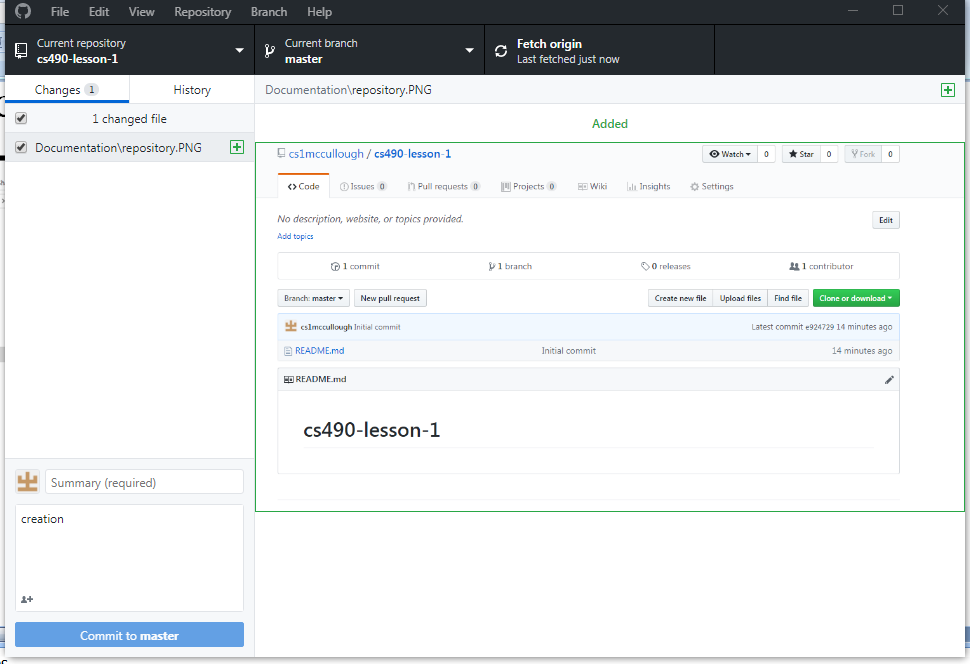 File Edit View Repository Branch Help
Current repository
cs490-lesson-1
Current branch
master
Fetch origin
Last fetched just now
Changes 1 History
1 changed file
Documentation\repository.PNG
Summary (required)
creation
Commit to master
Documentation\repository.PNG
Added
cs1mccullough / cs490-lesson-1
Watch 0 Star 0 Fork 0
Code Issues 0 Pull requests 0 Projects 0 Wiki Insights Settings
No description, website, or topics provided. Edit
Add topics
1 commit 1 branch 0 releases 1 contributor
Branch: master New pull request Create new file Upload files Find file Clone or download
cs1mccullough Initial commit Latest commit e924729 14 minutes ago
README.md Initial commit 14 minutes ago
README.md
cs490-lesson-1